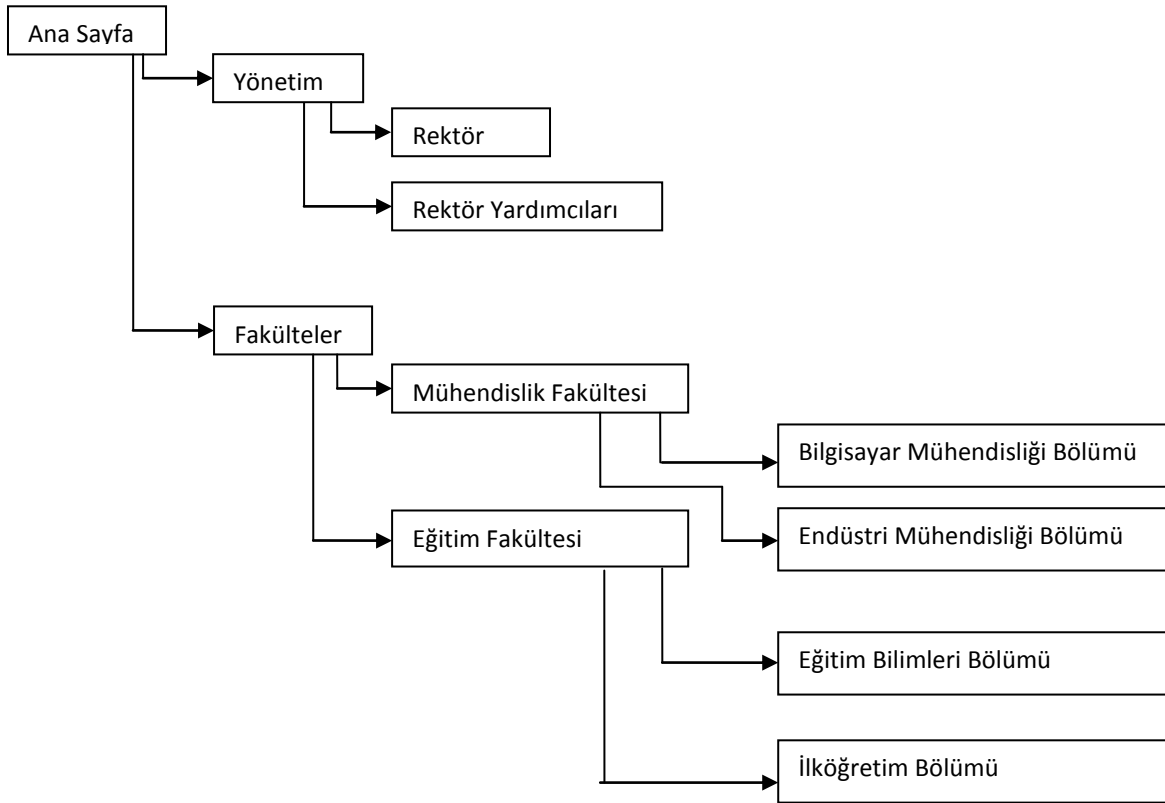 Ana Sayfa
Yönetim
Rektör
Rektör Yardımcıları
Fakülteler
Mühendislik Fakültesi
Bilgisayar Mühendisliği Bölümü
Endüstri Mühendisliği Bölümü
Eğitim Fakültesi
Eğitim Bilimleri Bölümü
İlköğretim Bölümü